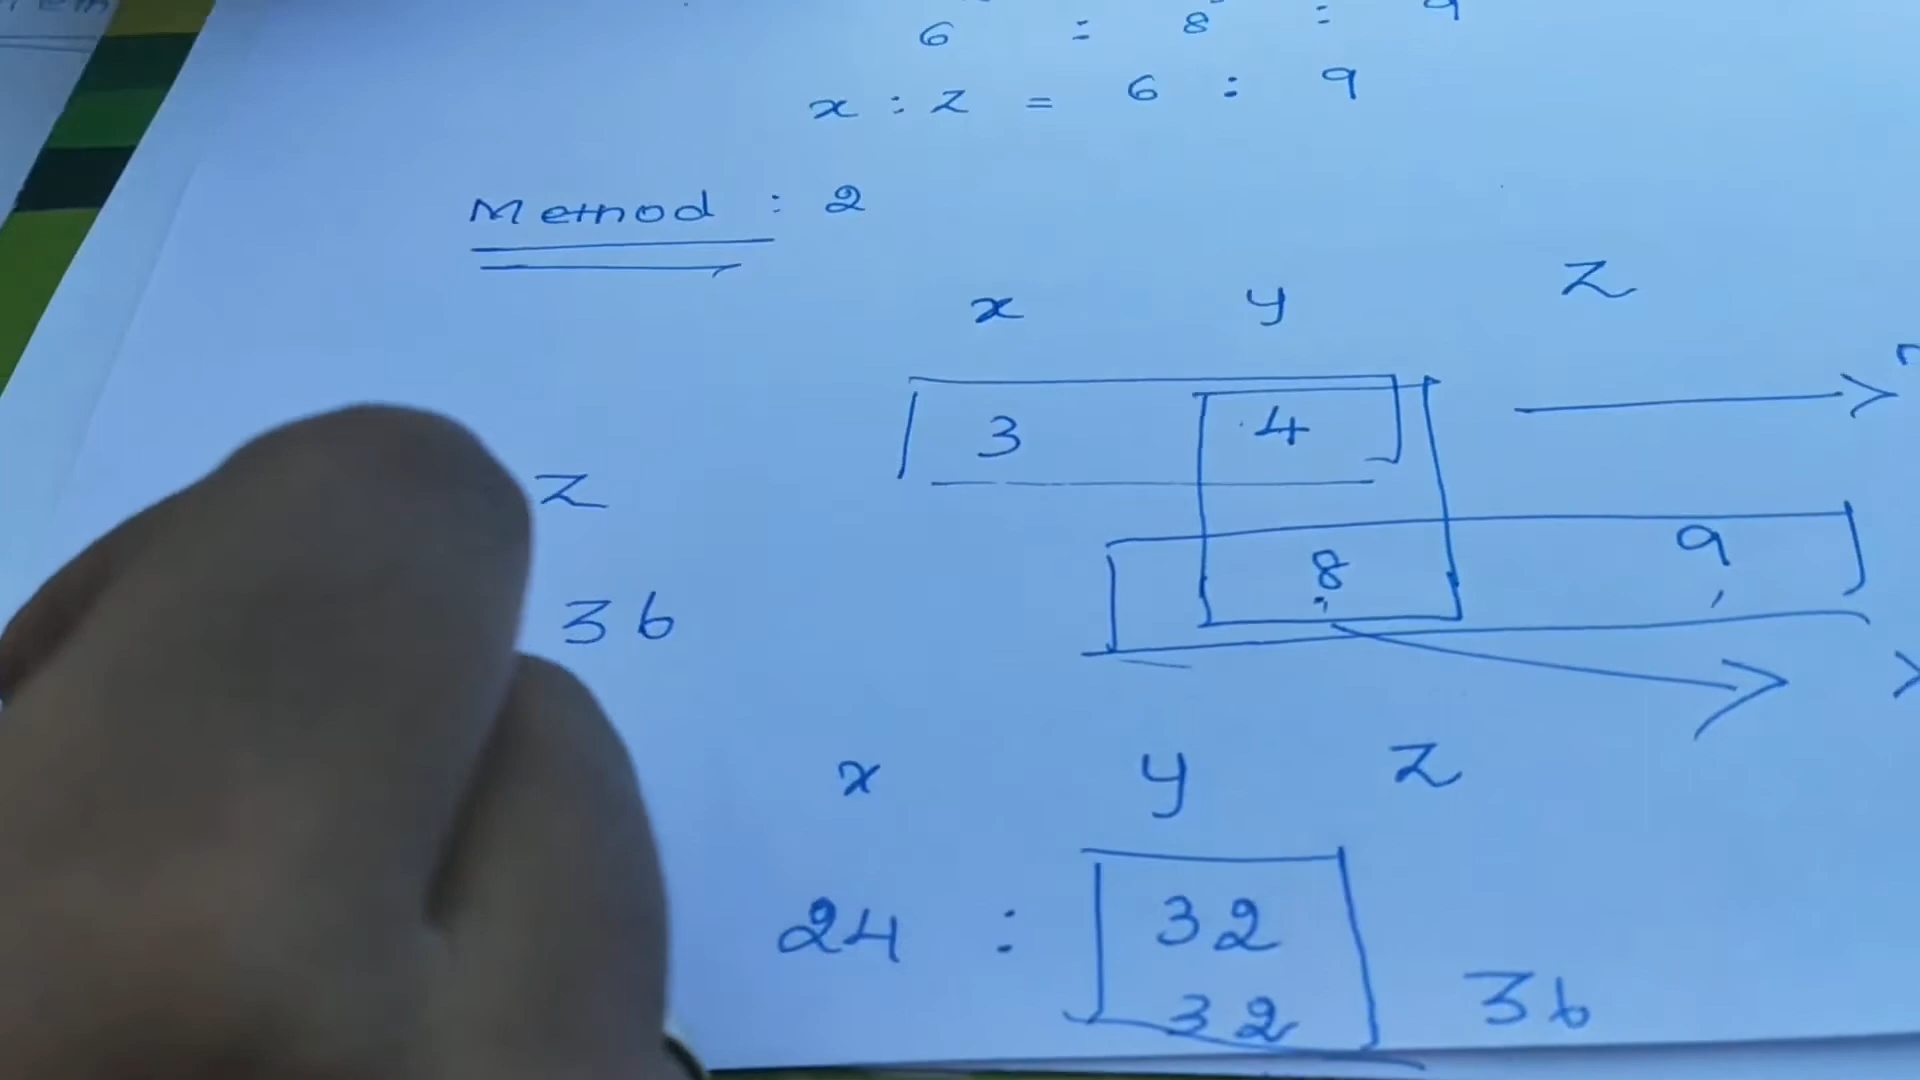 6 : 8 : 9
x : z = 6 : 9
Method : 2
x y z
3 4
8 9
z
36
x y z
24 : 32
32 36